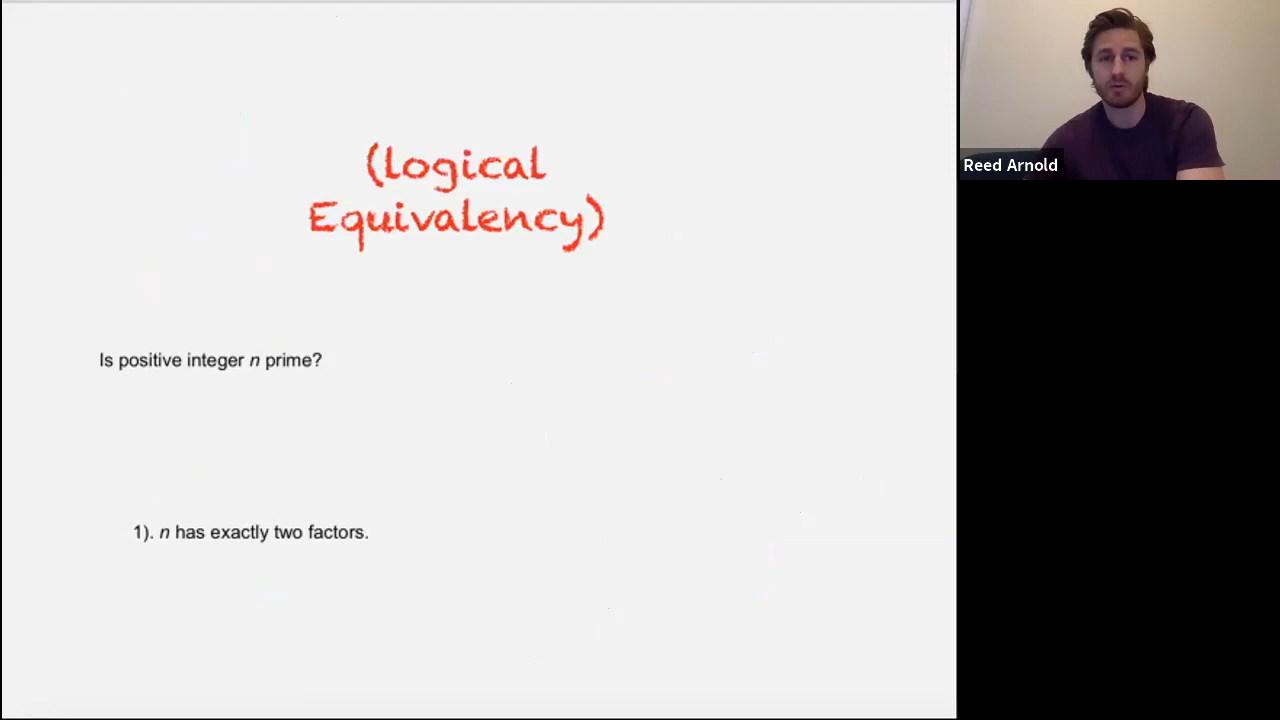 (logical
Equivalency)
Is positive integer n prime?
1). n has exactly two factors.
Reed Arnold